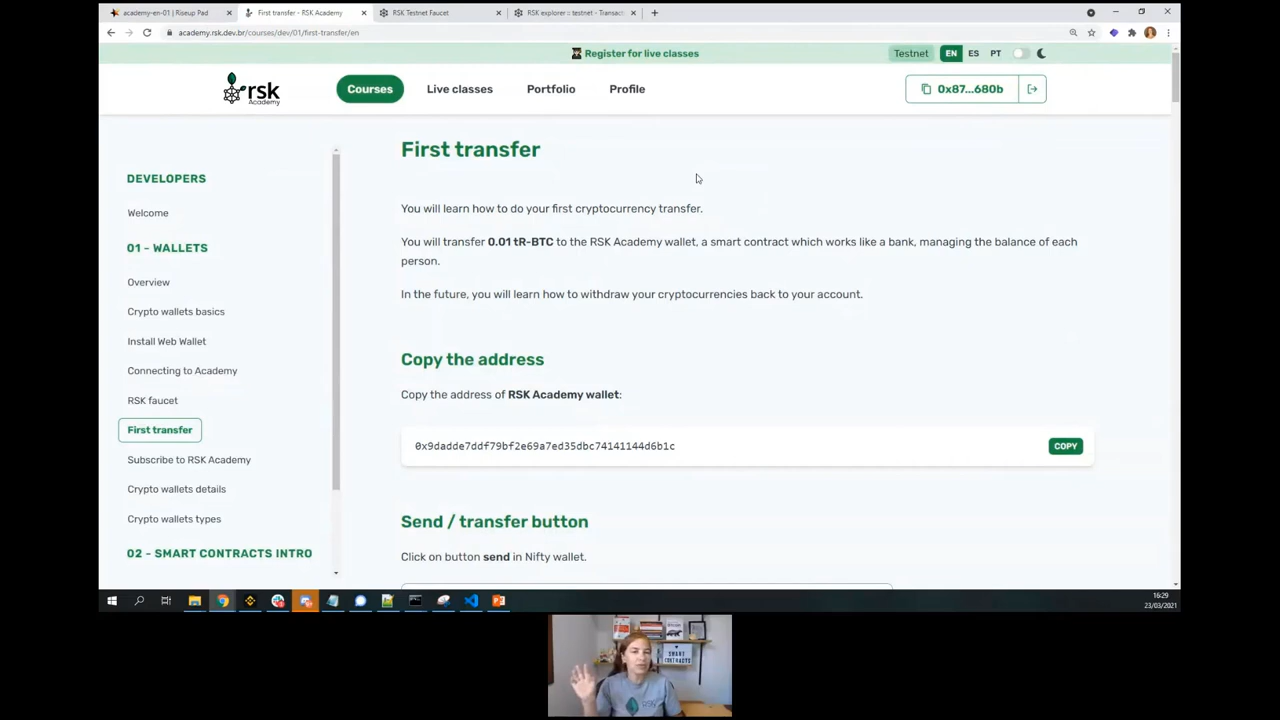 academy-en-01 | Riseup Pad
First transfer - RSK Academy
RSK Testnet Faucet
RSK explorer :: testnet - Transact
academy.rsk.dev.br/courses/dev/01/first-transfer/en
Register for live classes
Testnet
EN
ES
PT
rsk
Academy
Courses
Live classes
Portfolio
Profile
0x87...680b
DEVELOPERS
Welcome
01 - WALLETS
Overview
Crypto wallets basics
Install Web Wallet
Connecting to Academy
RSK faucet
First transfer
Subscribe to RSK Academy
Crypto wallets details
Crypto wallets types
02 - SMART CONTRACTS INTRO
First transfer
You will learn how to do your first cryptocurrency transfer.
You will transfer 0.01 tR-BTC to the RSK Academy wallet, a smart contract which works like a bank, managing the balance of each
person.
In the future, you will learn how to withdraw your cryptocurrencies back to your account.
Copy the address
Copy the address of RSK Academy wallet:
0x9dadde7ddf79bf2e69a7ed35dbc74141144d6b1c
COPY
Send / transfer button
Click on button send in Nifty wallet.
16:29
23/03/2021
SMART
CONTRACTS
RSK